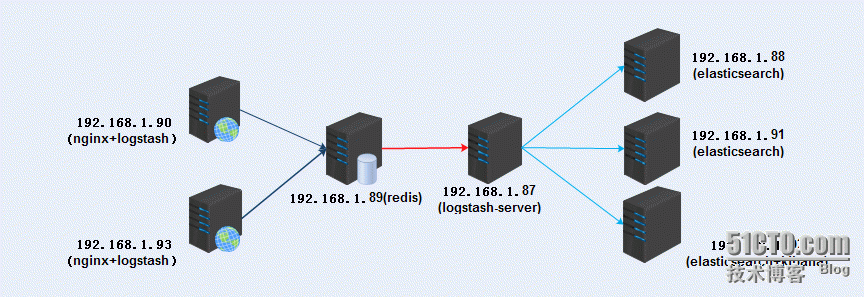 192.168.1.90
(nginx+logstash)
192.168.1.93
(nginx+logstash)
192.168.1.89(redis)
192.168.1.87
(logstash-server)
192.168.1.88
(elasticsearch)
192.168.1.91
(elasticsearch)
(elasticsearch+kibana)
51CTO.com
技术博客 Blog